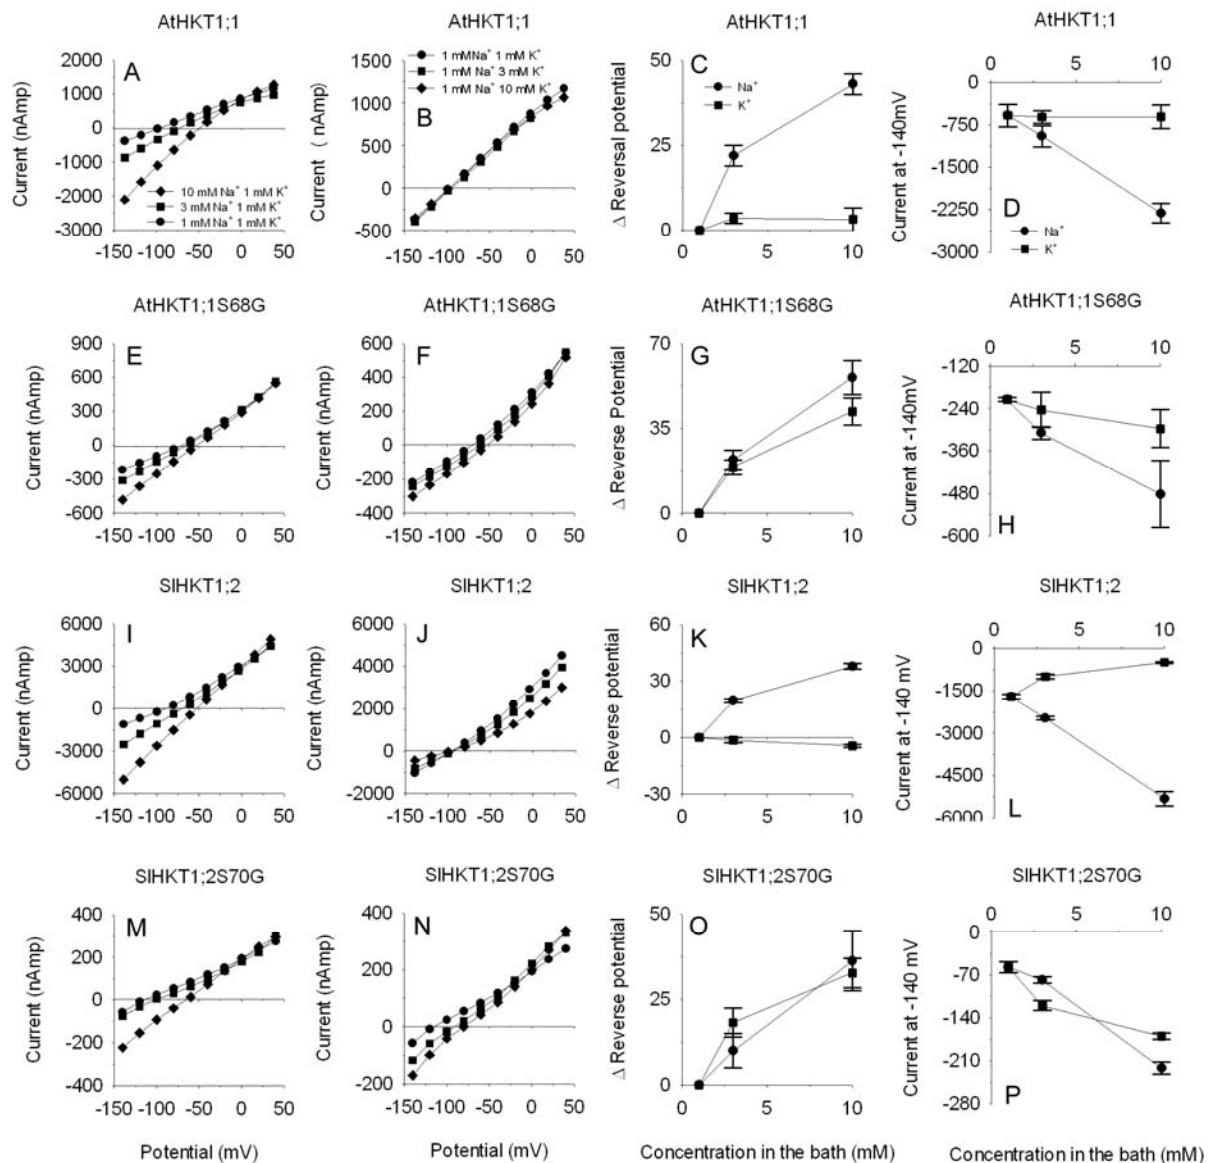 AtHKT1;1 AtHKT1;1 AtHKT1;1 AtHKT1;1
A
Current (nAmp)
2000
1000
0
-1000
-2000
-3000
10 mM Na⁺ 1 mM K⁺
3 mM Na⁺ 1 mM K⁺
1 mM Na⁺ 1 mM K⁺
-150 -100 -50 0 50
B
Current ( nAmp)
1500
1000
500
0
-500
1 mMNa⁺ 1 mM K⁺
1 mM Na⁺ 3 mM K⁺
1 mM Na⁺ 10 mM K⁺
-150 -100 -50 0 50
C
Δ Reversal potential
50
25
0
Na⁺
K⁺
0 5 10
D
Current at -140mV
0 5 10
0
-750
-1500
-2250
-3000
Na⁺
K⁺
AtHKT1;1S68G AtHKT1;1S68G AtHKT1;1S68G AtHKT1;1S68G
E
Current (nAmp)
900
600
300
0
-300
-600
-150 -100 -50 0 50
F
Current (nAmp)
600
400
200
0
-200
-400
-150 -100 -50 0 50
G
Δ Reverse Potential
70
35
0
0 5 10
H
Current at -140mV
0 5 10
-120
-240
-360
-480
-600
SlHKT1;2 SlHKT1;2 SlHKT1;2 SlHKT1;2
I
Current (nAmp)
6000
3000
0
-3000
-6000
-150 -100 -50 0 50
J
Current (nAmp)
6000
4000
2000
0
-2000
-150 -100 -50 0 50
K
Δ Reverse potential
60
30
0
-30
0 5 10
L
Current at -140 mV
0 5 10
0
-1500
-3000
-4500
-6000
SlHKT1;2S70G SlHKT1;2S70G SlHKT1;2S70G SlHKT1;2S70G
M
Current (nAmp)
400
200
0
-200
-400
-150 -100 -50 0 50
Potential (mV)
N
Current (nAmp)
400
200
0
-200
-150 -100 -50 0 50
Potential (mV)
O
Δ Reverse potential
50
25
0
0 5 10
Concentration in the bath (mM)
P
Current at -140 mV
0 5 10
0
-70
-140
-210
-280
Concentration in the bath (mM)